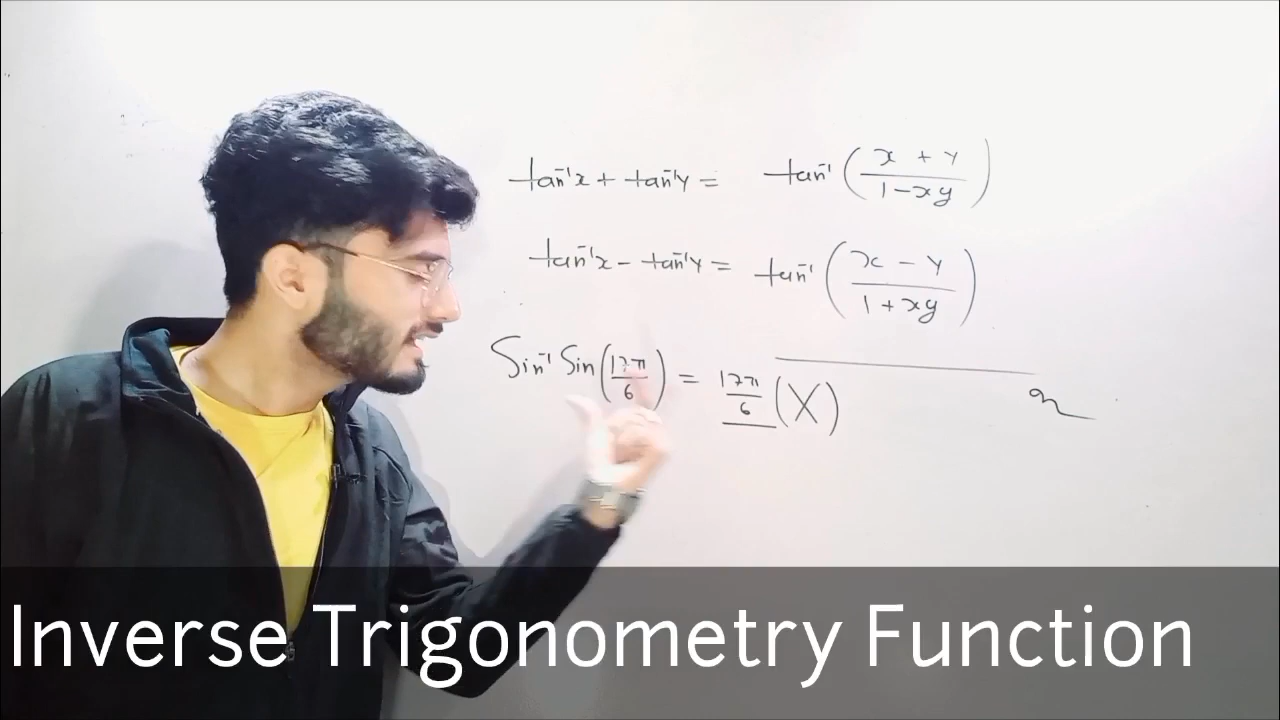 tan⁻¹x + tan⁻¹y = tan⁻¹ (x + y / 1 - xy)
tan⁻¹x - tan⁻¹y = tan⁻¹ (x - y / 1 + xy)
Sin⁻¹ Sin (17π / 6) = 17π / 6 (X)
Inverse Trigonometry Function